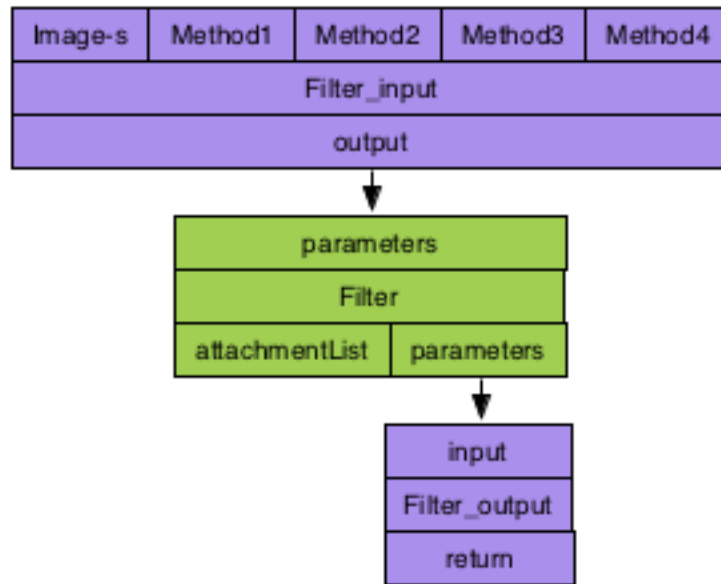 Image-s Method1 Method2 Method3 Method4
Filter_input
output
parameters
Filter
attachmentList parameters
input
Filter_output
return